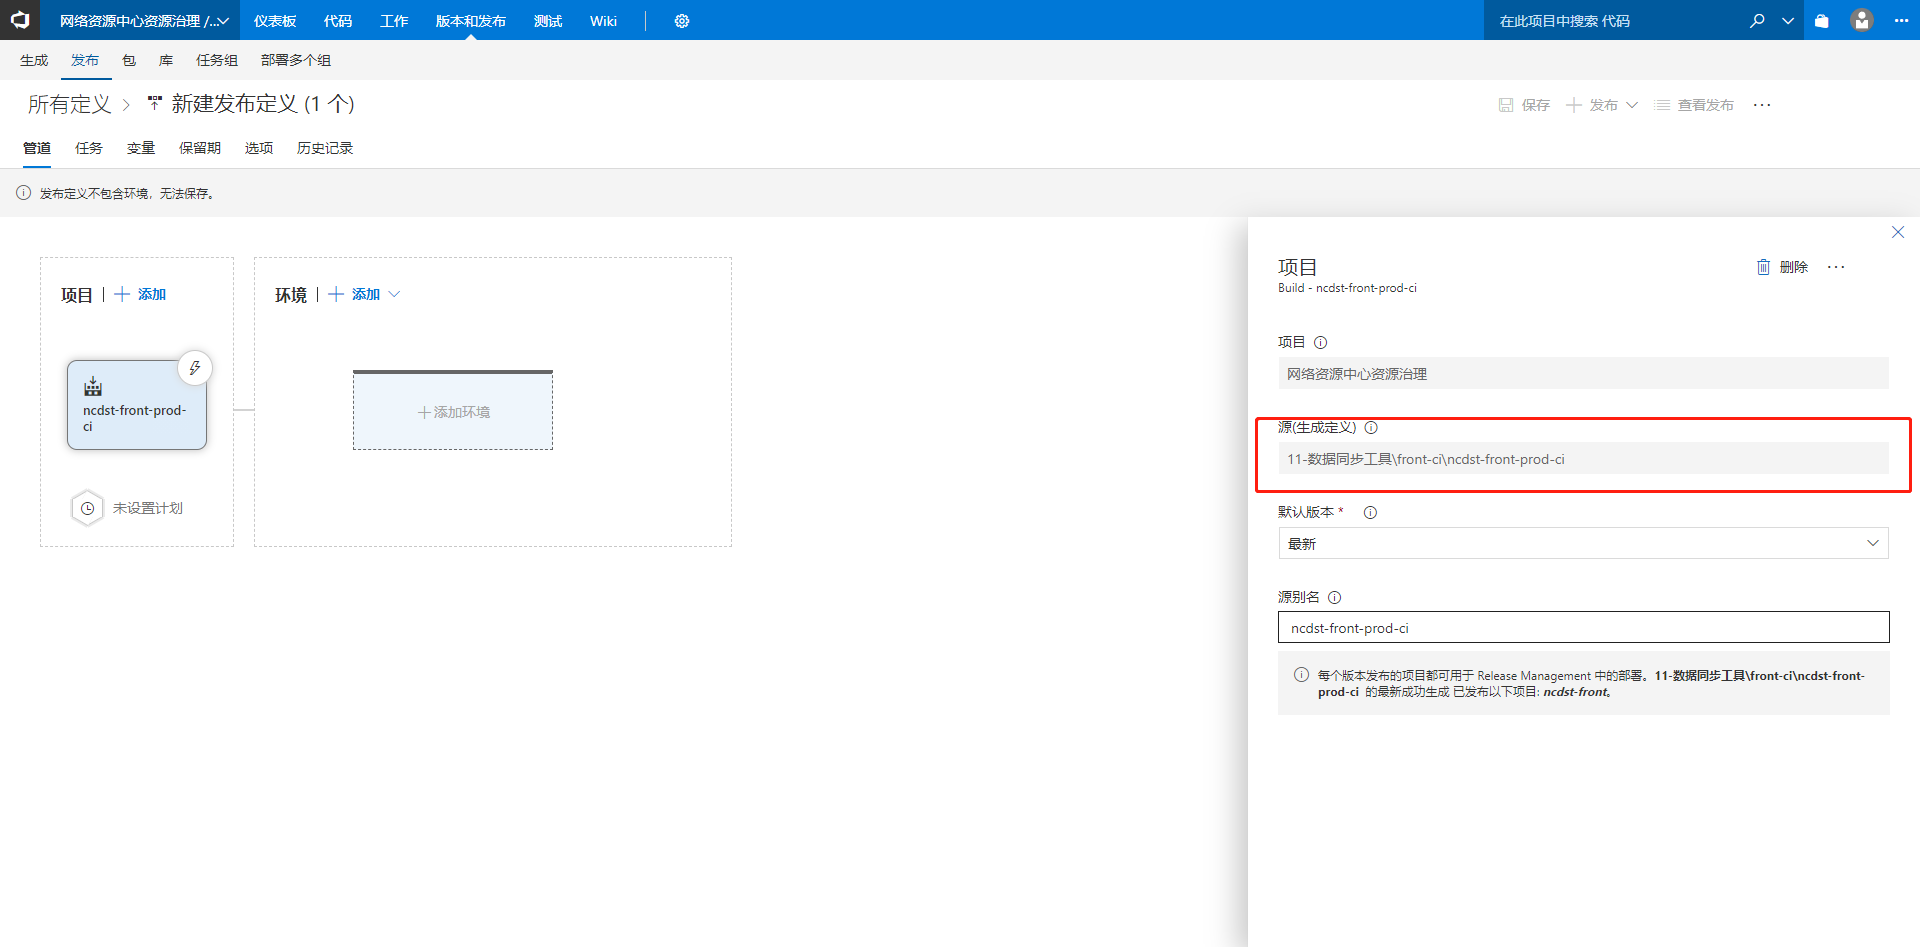 网络资源中心资源治理 /... 仪表板 代码 工作 版本和发布 测试 Wiki 在此项目中搜索 代码
生成 发布 包 库 任务组 部署多个组
所有定义 > 新建发布定义 (1 个) 保存 发布 查看发布 ...
管道 任务 变量 保留期 选项 历史记录
发布定义不包含环境，无法保存。
项目 | + 添加
环境 | + 添加
ncdst-front-prod-
ci
+添加环境
未设置计划
项目 删除 ...
Build - ncdst-front-prod-ci
项目
网络资源中心资源治理
源(生成定义)
11-数据同步工具\front-ci\ncdst-front-prod-ci
默认版本 *
最新
源别名
ncdst-front-prod-ci
每个版本发布的项目都可用于 Release Management 中的部署。11-数据同步工具\front-ci\ncdst-front-
prod-ci 的最新成功生成 已发布以下项目: ncdst-front。